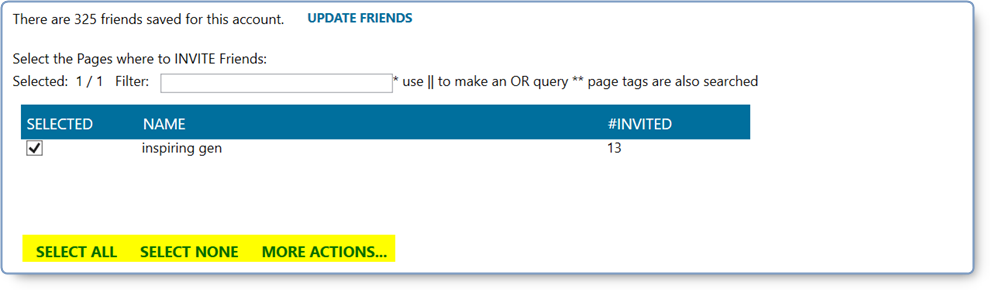 There are 325 friends saved for this account. UPDATE FRIENDS
Select the Pages where to INVITE Friends:
Selected: 1 / 1 Filter: * use || to make an OR query ** page tags are also searched
SELECTED NAME #INVITED
inspiring gen 13
SELECT ALL SELECT NONE MORE ACTIONS...